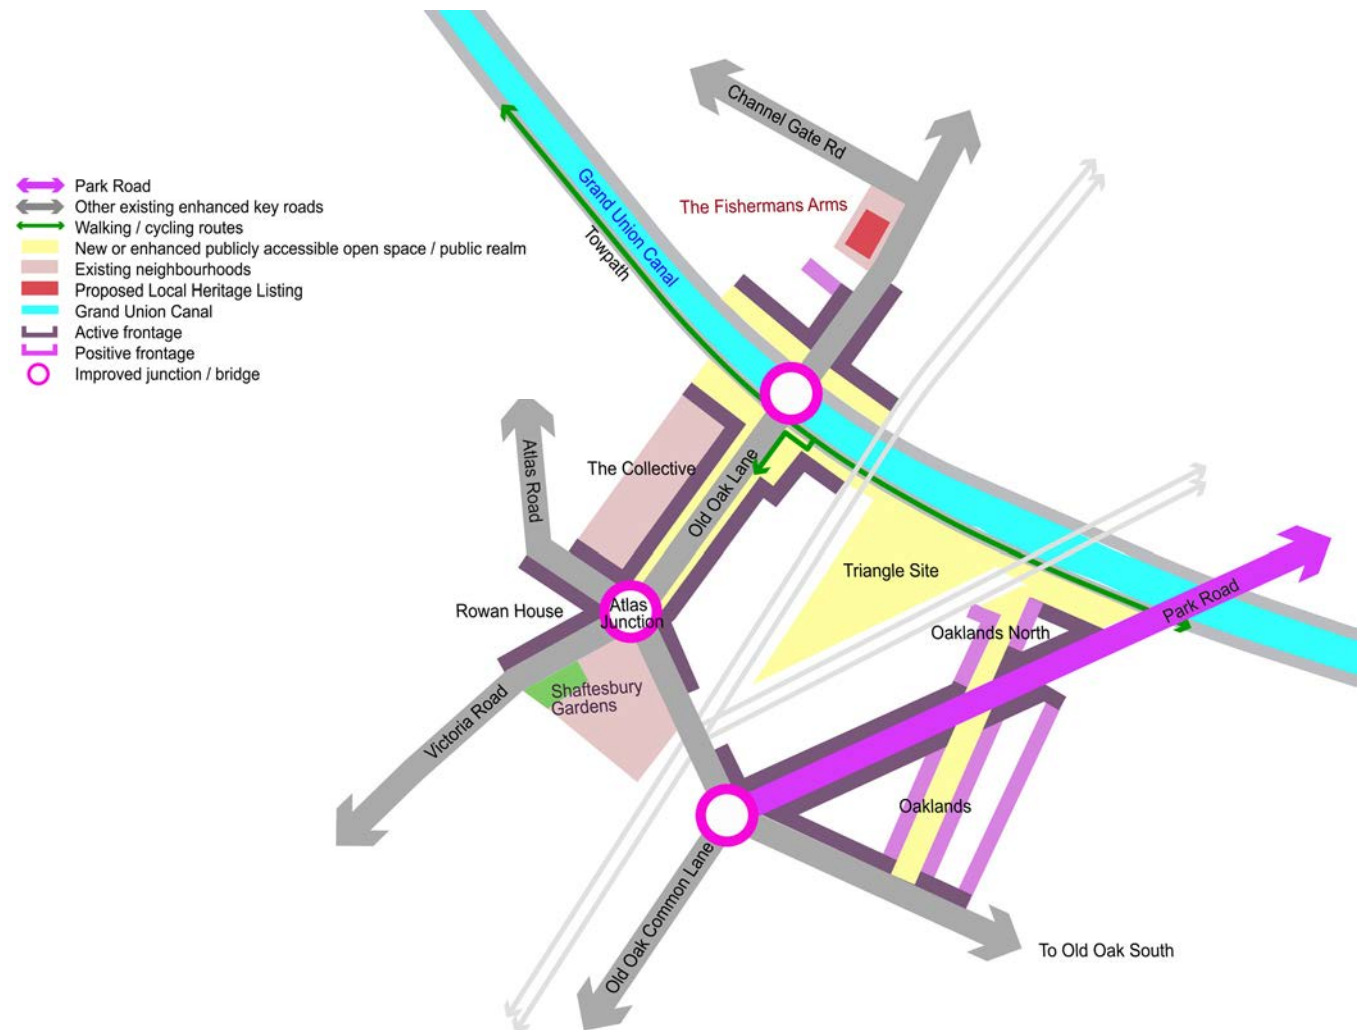 Park Road
Other existing enhanced key roads
Walking / cycling routes
New or enhanced publicly accessible open space / public realm
Existing neighbourhoods
Proposed Local Heritage Listing
Grand Union Canal
Active frontage
Positive frontage
Improved junction / bridge
Channel Gate Rd
The Fishermans Arms
Grand Union Canal
Towpath
The Collective
Old Oak Lane
Atlas Road
Triangle Site
Park Road
Rowan House
Atlas
Junction
Oaklands North
Shaftesbury
Gardens
Victoria Road
Oaklands
Old Oak Common Lane
To Old Oak South